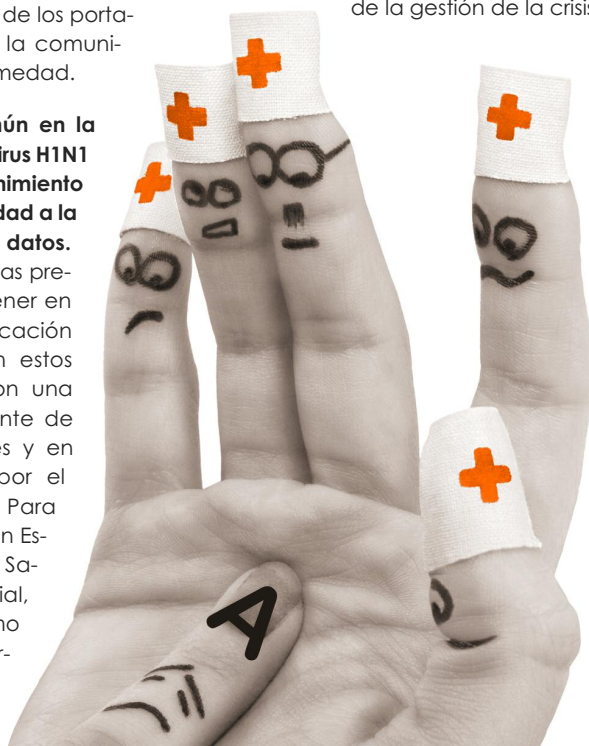 de los porta-
la comuni-
medad.
ún en la
irus H1N1
nimiento
dad a la
datos.
as pre-
ener en
cación
n estos
on una
nte de
es y en
por el
Para
n Es-
Sa-
ial,
no
r-
de la gestión de la crisis
A